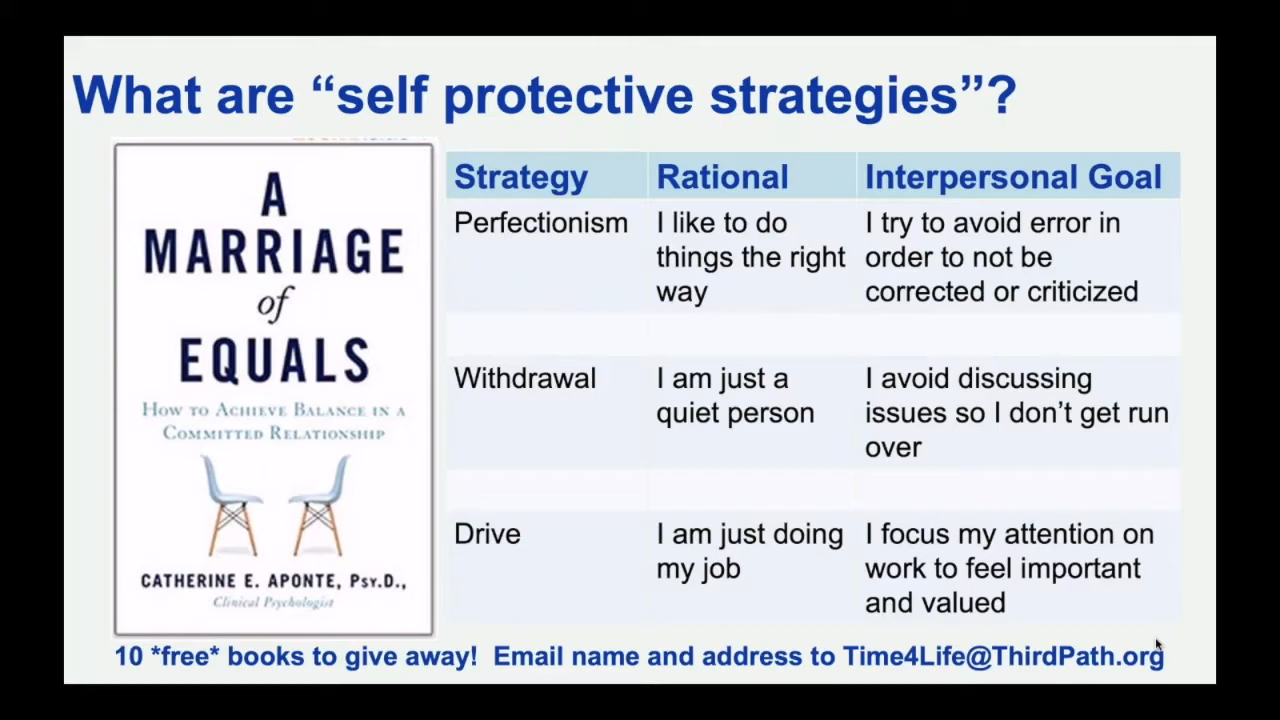 What are “self protective strategies”?
A
MARRIAGE
of
EQUALS
How to Achieve Balance in a
Committed Relationship
CATHERINE E. APONTE, Psy.D.,
Clinical Psychologist
Strategy Rational Interpersonal Goal
Perfectionism I like to do I try to avoid error in
things the right order to not be
way corrected or criticized
Withdrawal I am just a I avoid discussing
quiet person issues so I don’t get run
over
Drive I am just doing I focus my attention on
my job work to feel important
and valued
10 *free* books to give away! Email name and address to Time4Life@ThirdPath.org